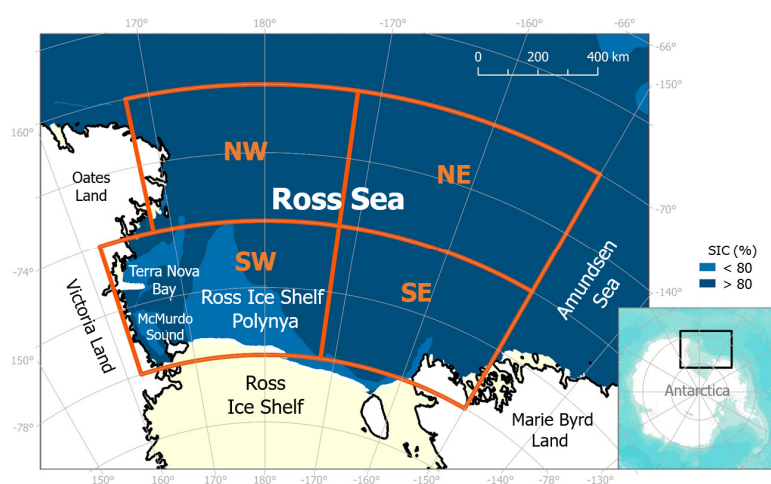 170°
180°
-170°
-160°
-66°
-150°
0 200 400 km
160°
NW
NE
Oates
Land
Ross Sea
-70°
-74°
SW
SE
Terra Nova
Bay
Ross Ice Shelf
Polynya
McMurdo
Sound
Victoria Land
Amundsen
Sea
SIC (%)
< 80
> 80
-140°
150°
-78°
Ross
Ice Shelf
Marie Byrd
Land
Antarctica
150°
160°
170°
180°
-170°
-160°
-150°
-140°
-78°
-130°